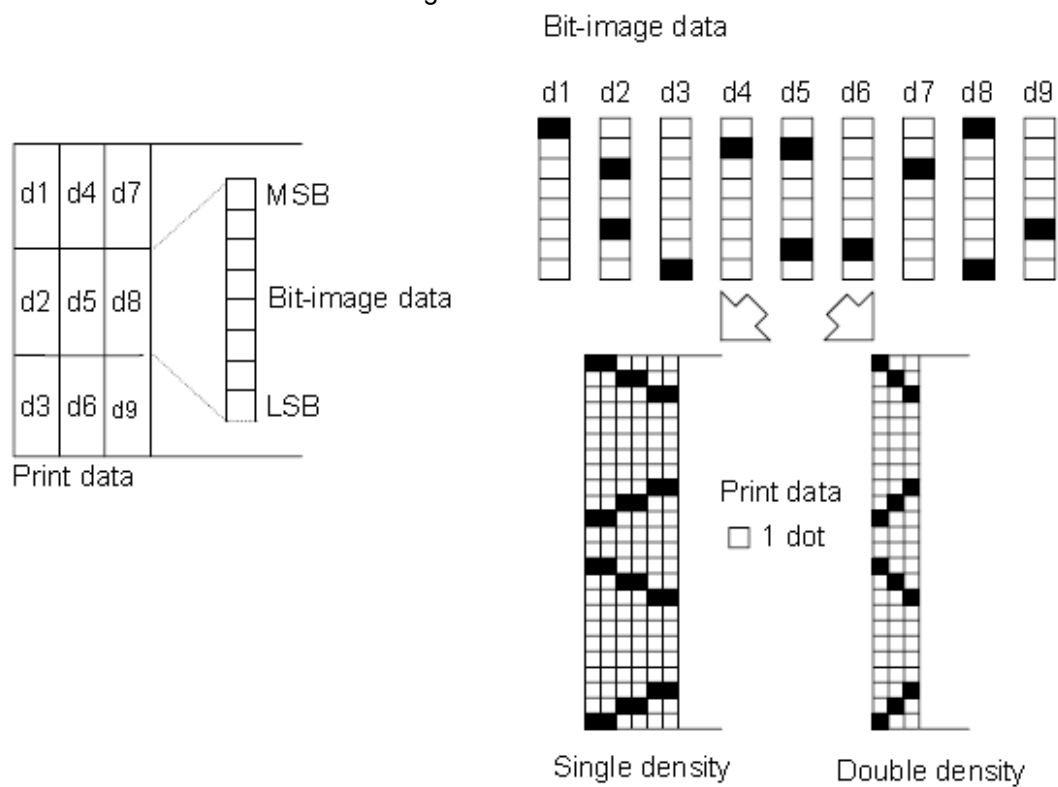 Bit-image data
d1 d2 d3 d4 d5 d6 d7 d8 d9
d1 d4 d7
d2 d5 d8
d3 d6 d9
MSB
Bit-image data
LSB
Print data
Print data
1 dot
Single density
Double density